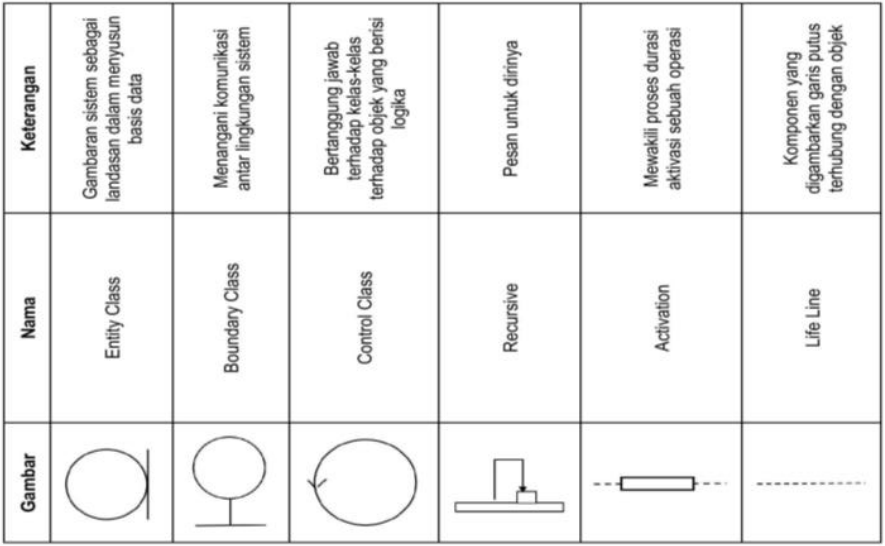 Gambar
Nama
Keterangan
Entity Class
Gambaran sistem sebagai
landasan dalam menyusun
basis data
Boundary Class
Menangani komunikasi
antar lingkungan sistem
Control Class
Bertanggung jawab
terhadap kelas-kelas
terhadap objek yang berisi
logika
Recursive
Pesan untuk dirinya
Activation
Mewakili proses durasi
aktivasi sebuah operasi
Life Line
Komponen yang
digambarkan garis putus
terhubung dengan objek